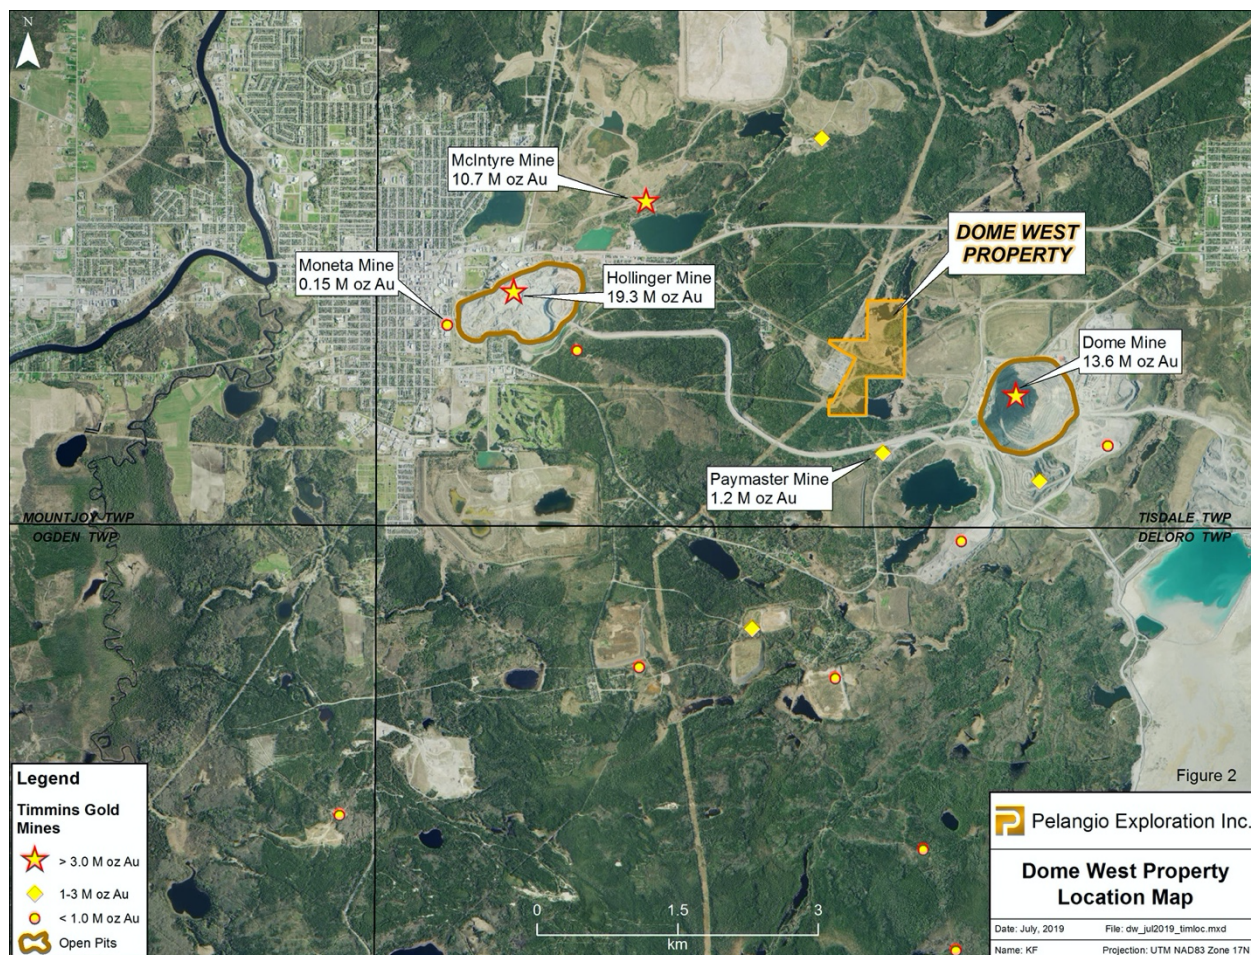 N
McIntyre Mine
10.7 M oz Au
DOME WEST
PROPERTY
Moneta Mine
0.15 M oz Au
Hollinger Mine
19.3 M oz Au
Dome Mine
13.6 M oz Au
Paymaster Mine
1.2 M oz Au
MOUNTJOY TWP
OGDEN TWP
TISDALE TWP
DELORO TWP
Figure 2
Legend
Timmins Gold
Mines
> 3.0 M oz Au
1-3 M oz Au
< 1.0 M oz Au
Open Pits
0 1.5 3
km
Pelangio Exploration Inc.
Dome West Property
Location Map
Date: July, 2019 File: dw_jul2019_timloc.mxd
Name: KF Projection: UTM NAD83 Zone 17N